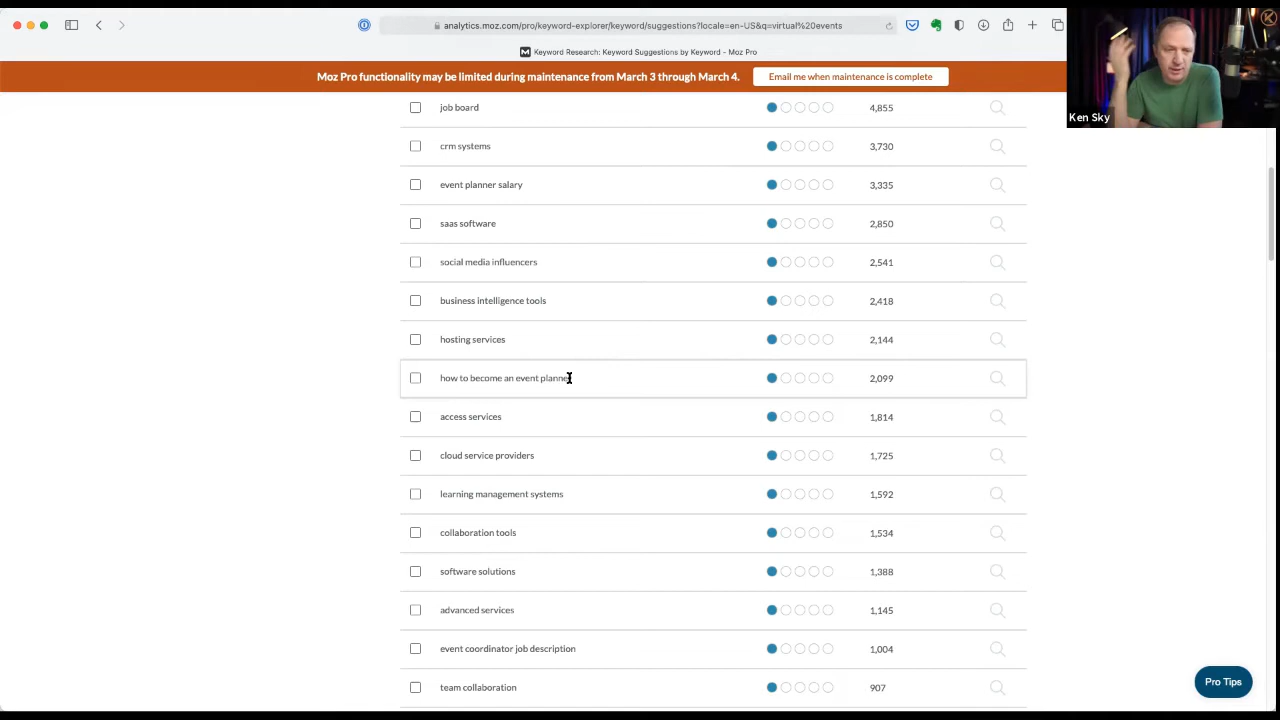 analytics.moz.com/pro/keyword-explorer/keyword/suggestions?locale=en-US&q=virtual%20events
Keyword Research: Keyword Suggestions by Keyword - Moz Pro
Moz Pro functionality may be limited during maintenance from March 3 through March 4. Email me when maintenance is complete
Ken Sky
job board 4,855
crm systems 3,730
event planner salary 3,335
saas software 2,850
social media influencers 2,541
business intelligence tools 2,418
hosting services 2,144
how to become an event planner 2,099
access services 1,814
cloud service providers 1,725
learning management systems 1,592
collaboration tools 1,534
software solutions 1,388
advanced services 1,145
event coordinator job description 1,004
team collaboration 907
Pro Tips